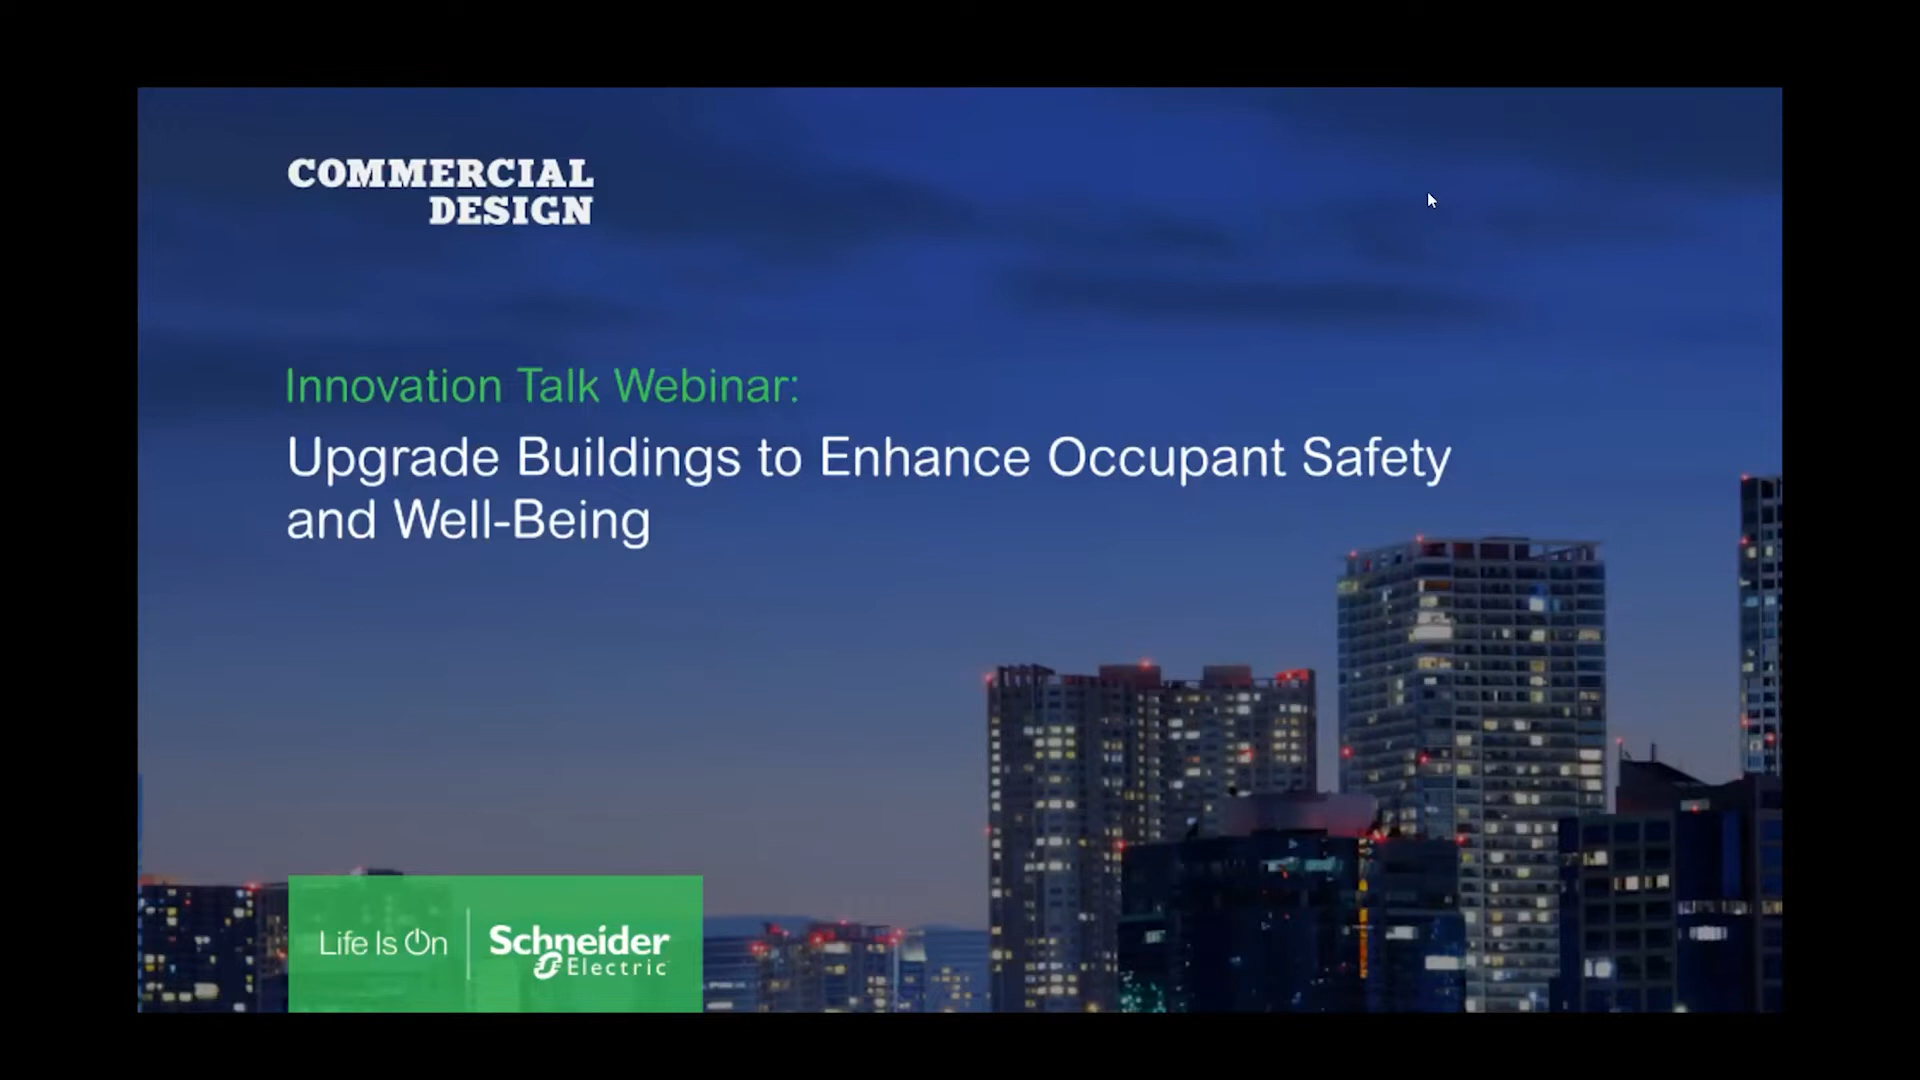 COMMERCIAL
DESIGN
Innovation Talk Webinar:
Upgrade Buildings to Enhance Occupant Safety
and Well-Being
Life Is On
Schneider
Electric